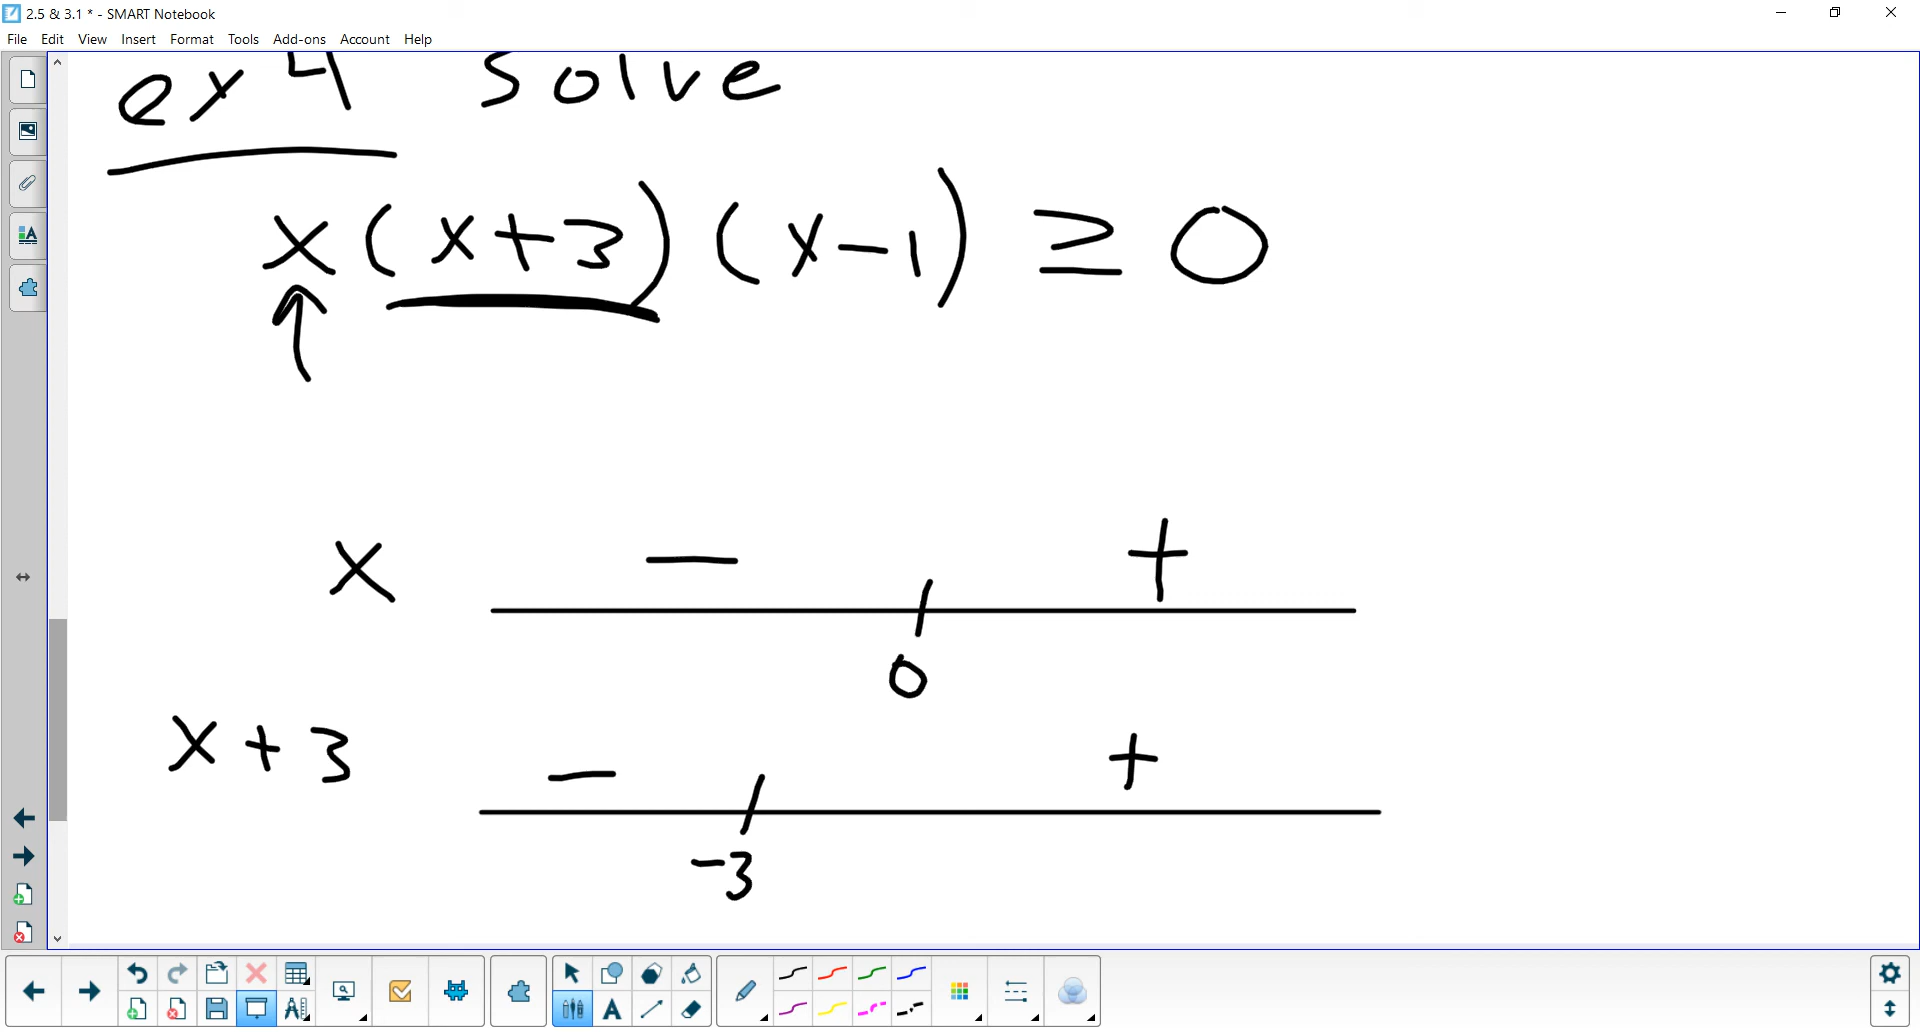 2.5 & 3.1 * - SMART Notebook
File Edit View Insert Format Tools Add-ons Account Help
ex 4 solve
x(x+3)(x-1) ≥ 0
x − +
0
x+3 − +
-3